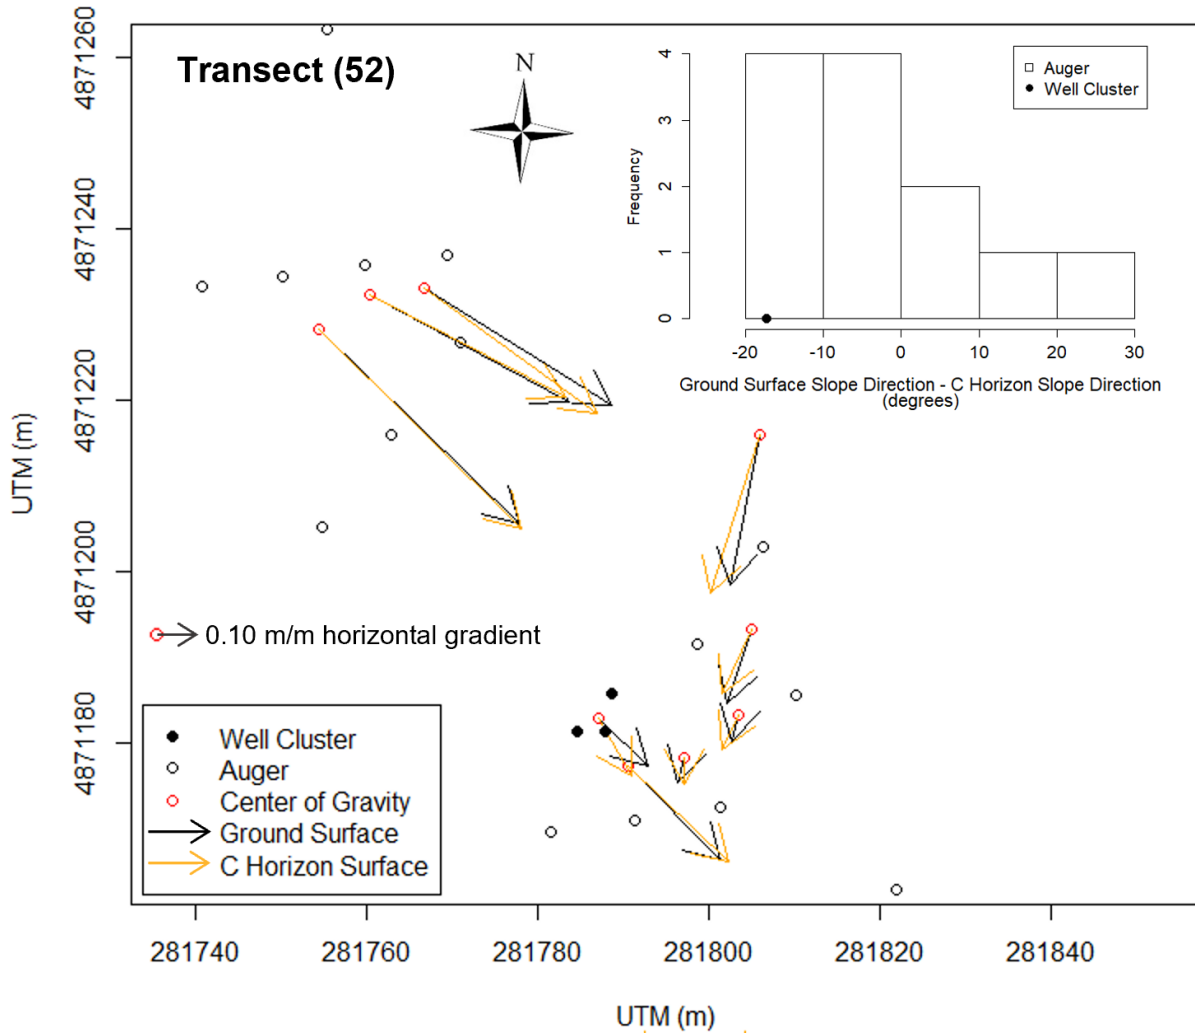 Transect (52)
N
Auger
Well Cluster
Frequency
4
3
2
1
0
-20 -10 0 10 20 30
Ground Surface Slope Direction - C Horizon Slope Direction
(degrees)
UTM (m)
4871260
4871240
4871220
4871200
4871180
0.10 m/m horizontal gradient
Well Cluster
Auger
Center of Gravity
Ground Surface
C Horizon Surface
281740 281760 281780 281800 281820 281840
UTM (m)